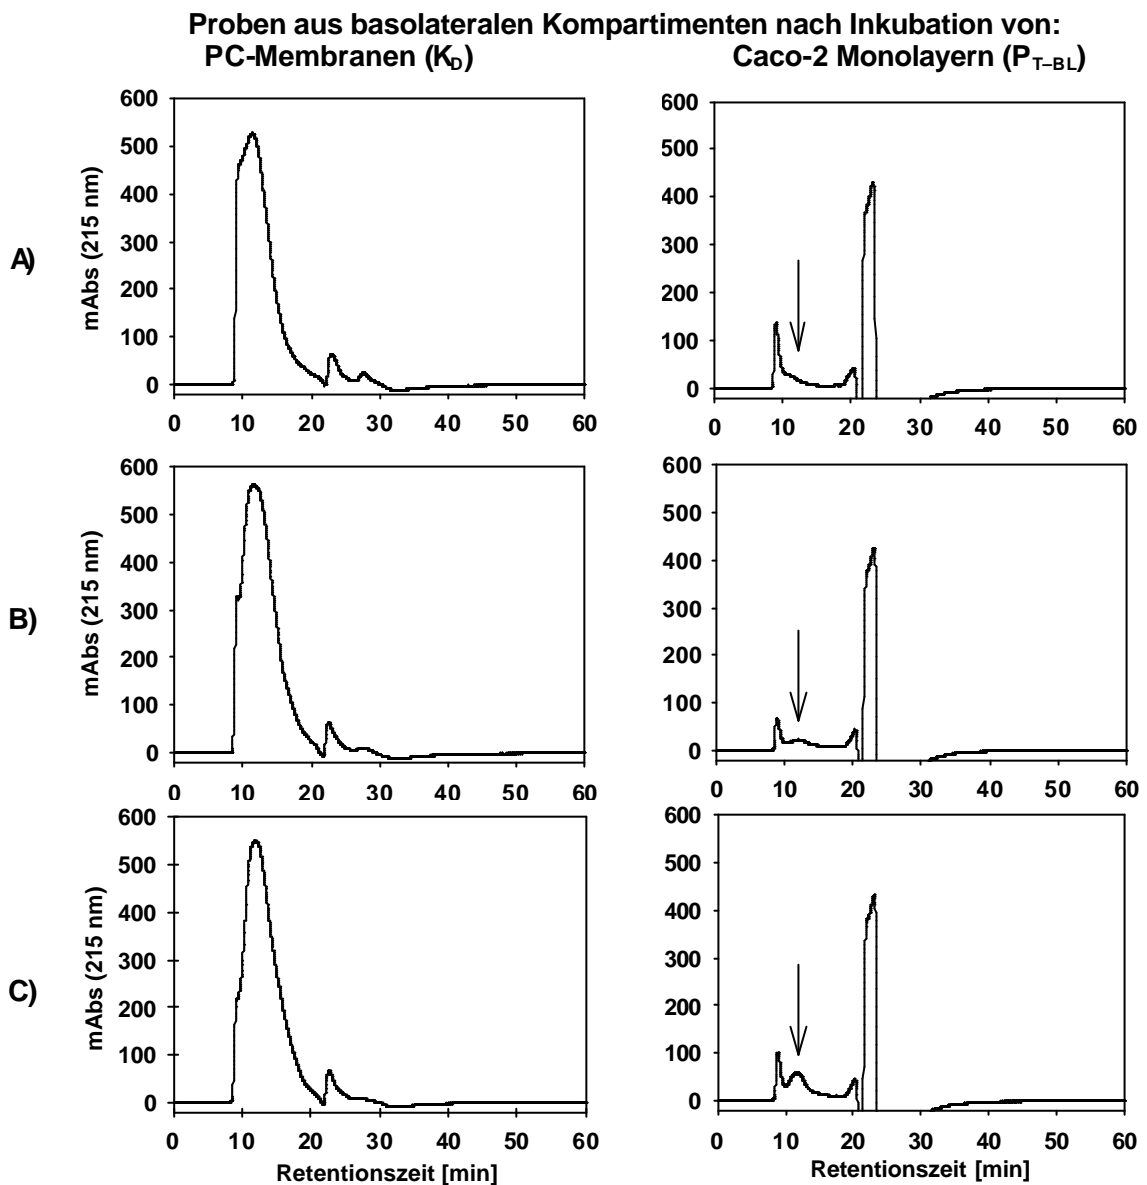 Proben aus basolateralen Kompartimenten nach Inkubation von:
PC-Membranen (K_D) Caco-2 Monolayern (P_T–BL)
A)
mAbs (215 nm)
600
500
400
300
200
100
0
0 10 20 30 40 50 60
600
500
400
300
200
100
0
0 10 20 30 40 50 60
B)
mAbs (215 nm)
600
500
400
300
200
100
0
0 10 20 30 40 50 60
600
500
400
300
200
100
0
0 10 20 30 40 50 60
C)
mAbs (215 nm)
600
500
400
300
200
100
0
0 10 20 30 40 50 60
Retentionszeit [min]
600
500
400
300
200
100
0
0 10 20 30 40 50 60
Retentionszeit [min]